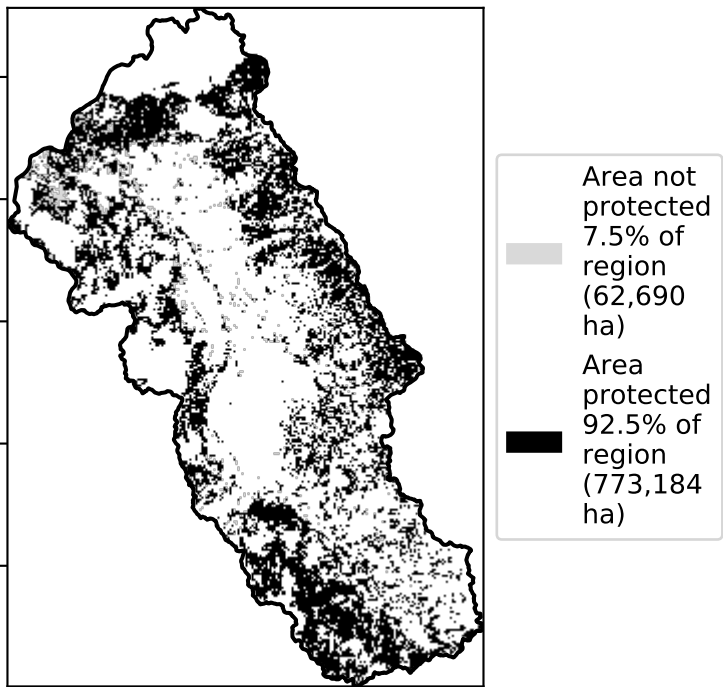 Area not
protected
7.5% of
region
(62,690
ha)
Area
protected
92.5% of
region
(773,184
ha)